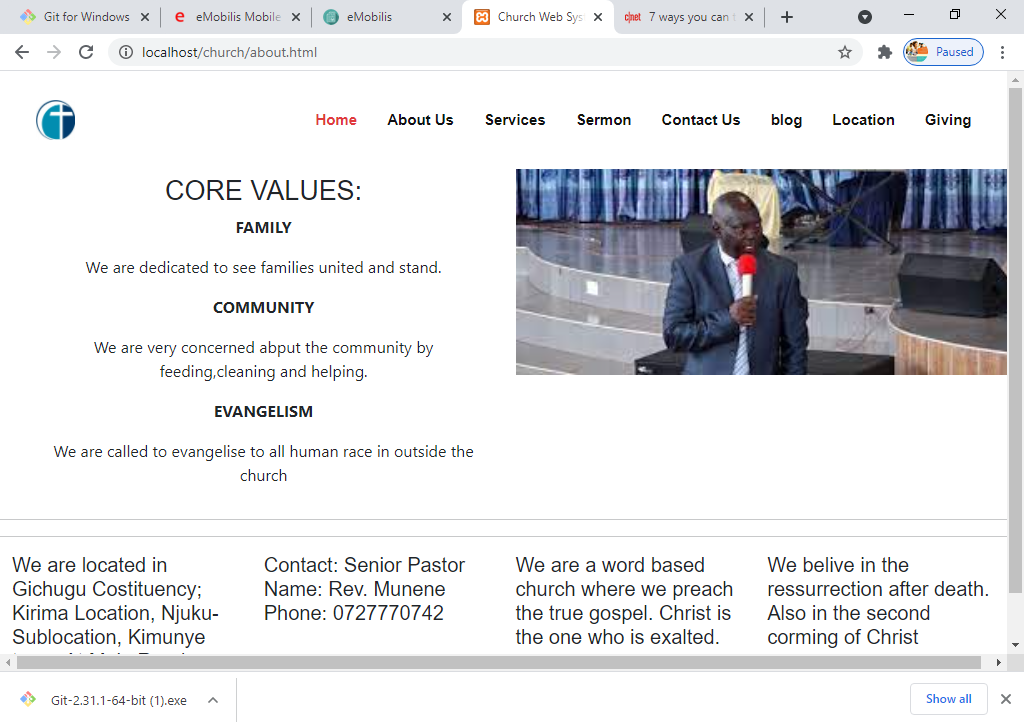 Git for Windows
eMobilis Mobile
eMobilis
Church Web Sys
c|net 7 ways you can t
localhost/church/about.html
Paused
Home About Us Services Sermon Contact Us blog Location Giving
CORE VALUES:
FAMILY
We are dedicated to see families united and stand.
COMMUNITY
We are very concerned abput the community by
feeding,cleaning and helping.
EVANGELISM
We are called to evangelise to all human race in outside the
church
We are located in
Gichugu Costituency;
Kirima Location, Njuku-
Sublocation, Kimunye
Contact: Senior Pastor
Name: Rev. Munene
Phone: 0727770742
We are a word based
church where we preach
the true gospel. Christ is
the one who is exalted.
We belive in the
ressurrection after death.
Also in the second
corming of Christ
Git-2.31.1-64-bit (1).exe
Show all